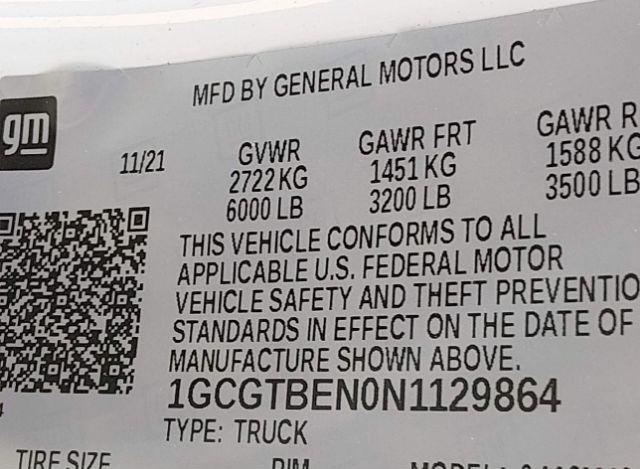 MFD BY GENERAL MOTORS LLC
gm
11/21
GVWR GAWR FRT GAWR R
2722 KG 1451 KG 1588 KG
6000 LB 3200 LB 3500 LB
THIS VEHICLE CONFORMS TO ALL
APPLICABLE U.S. FEDERAL MOTOR
VEHICLE SAFETY AND THEFT PREVENTIO
STANDARDS IN EFFECT ON THE DATE OF
MANUFACTURE SHOWN ABOVE.
1GCGTBEN0N1129864
TYPE: TRUCK
TIRE SIZE RIM